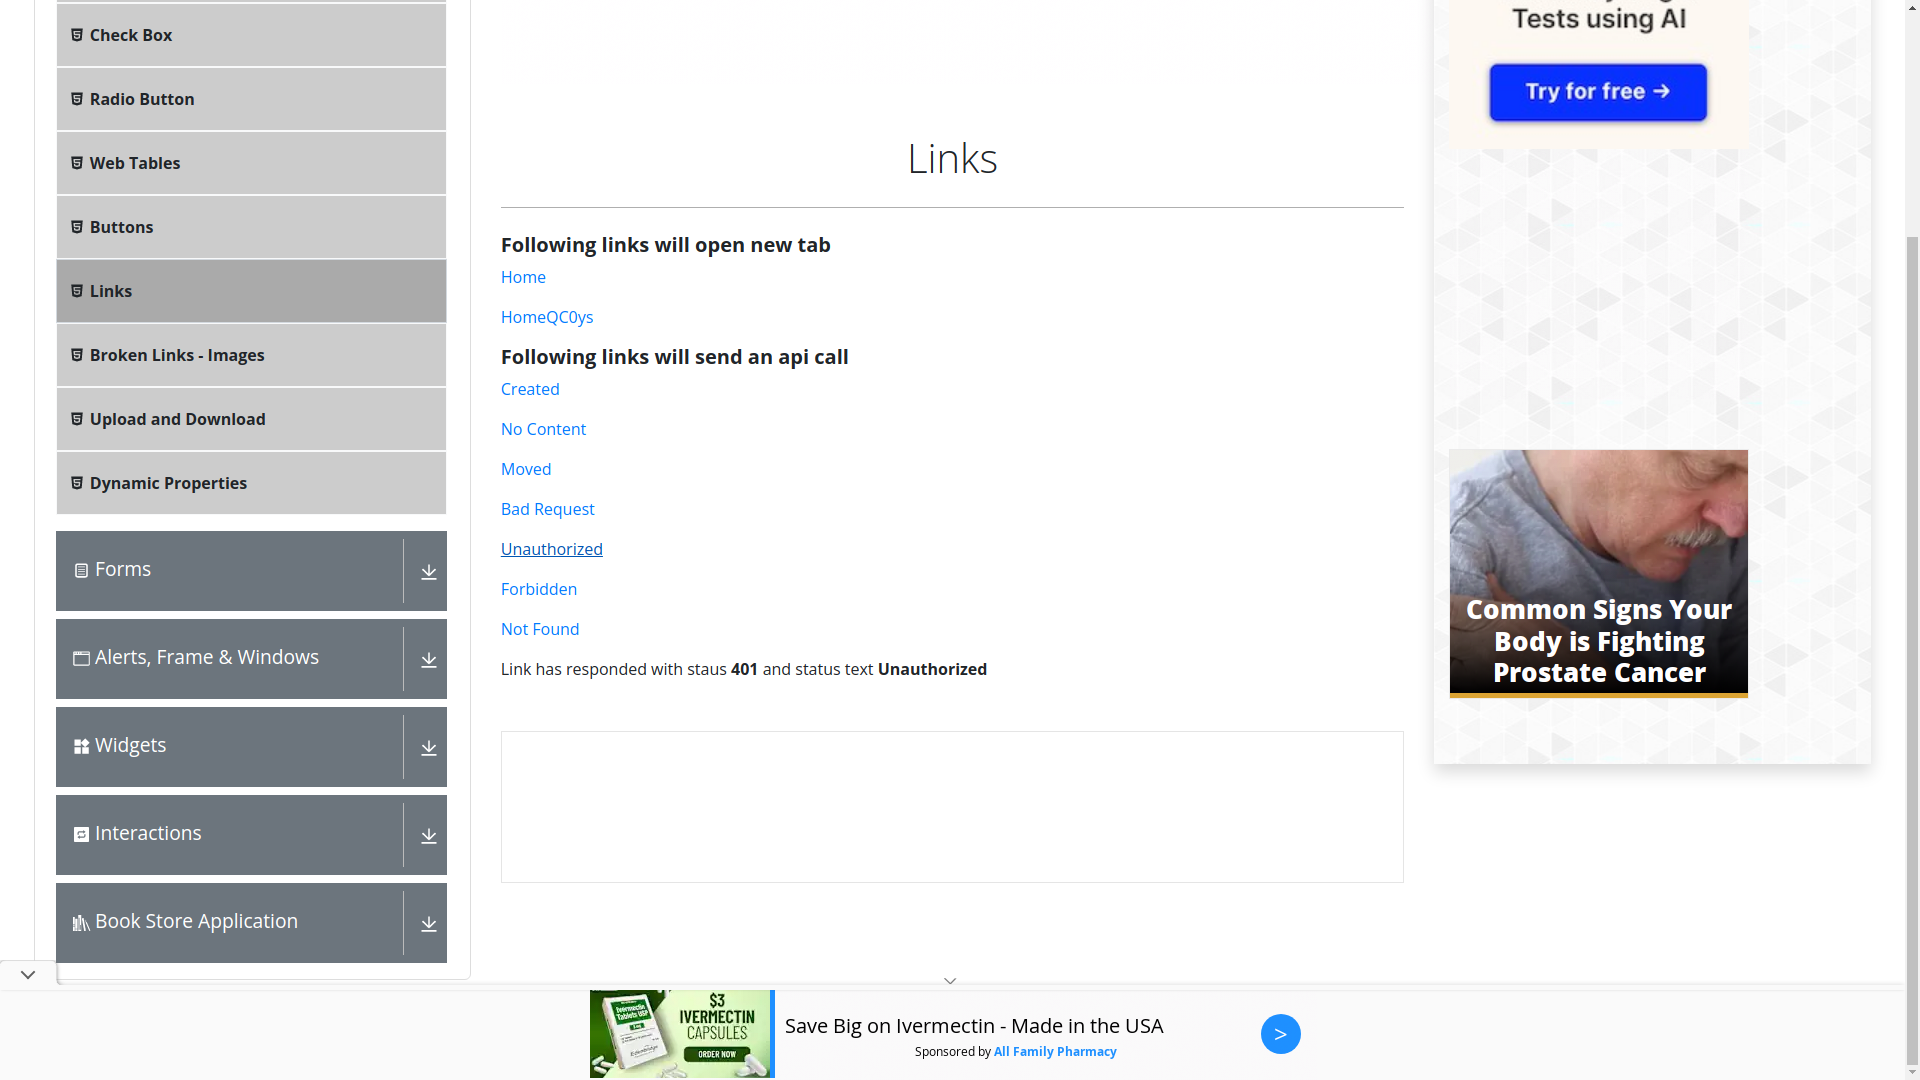 Check Box
Radio Button
Web Tables
Buttons
Links
Broken Links - Images
Upload and Download
Dynamic Properties
Forms
Alerts, Frame & Windows
Widgets
Interactions
Book Store Application
Links
Following links will open new tab
Home
HomeQC0ys
Following links will send an api call
Created
No Content
Moved
Bad Request
Unauthorized
Forbidden
Not Found
Link has responded with staus 401 and status text Unauthorized
Tests using AI
Try for free →
Common Signs Your
Body is Fighting
Prostate Cancer
$3
IVERMECTIN
CAPSULES
ORDER NOW
Ivermectin
Tablets USP
Save Big on Ivermectin - Made in the USA
Sponsored by All Family Pharmacy
>